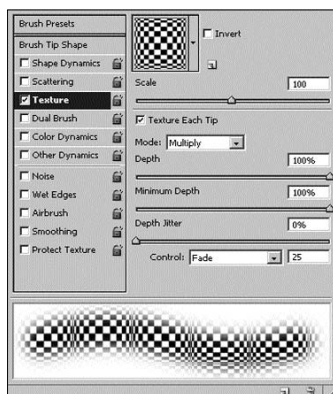 Brush Presets
Brush Tip Shape
Shape Dynamics
Scattering
Texture
Dual Brush
Color Dynamics
Other Dynamics
Noise
Wet Edges
Airbrush
Smoothing
Protect Texture
Invert
Scale 100
Texture Each Tip
Mode: Multiply
Depth 100%
Minimum Depth 100%
Depth Jitter 0%
Control: Fade 25